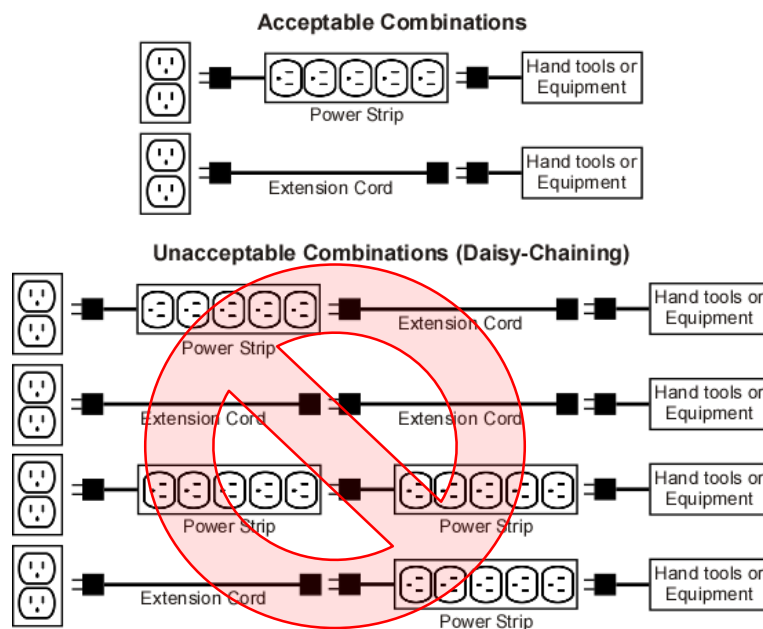 Acceptable Combinations
Hand tools or
Equipment
Power Strip
Hand tools or
Equipment
Extension Cord
Unacceptable Combinations (Daisy-Chaining)
Hand tools or
Equipment
Extension Cord
Power Strip
Hand tools or
Equipment
Extension Cord
Extension Cord
Hand tools or
Equipment
Power Strip
Power Strip
Hand tools or
Equipment
Extension Cord
Power Strip